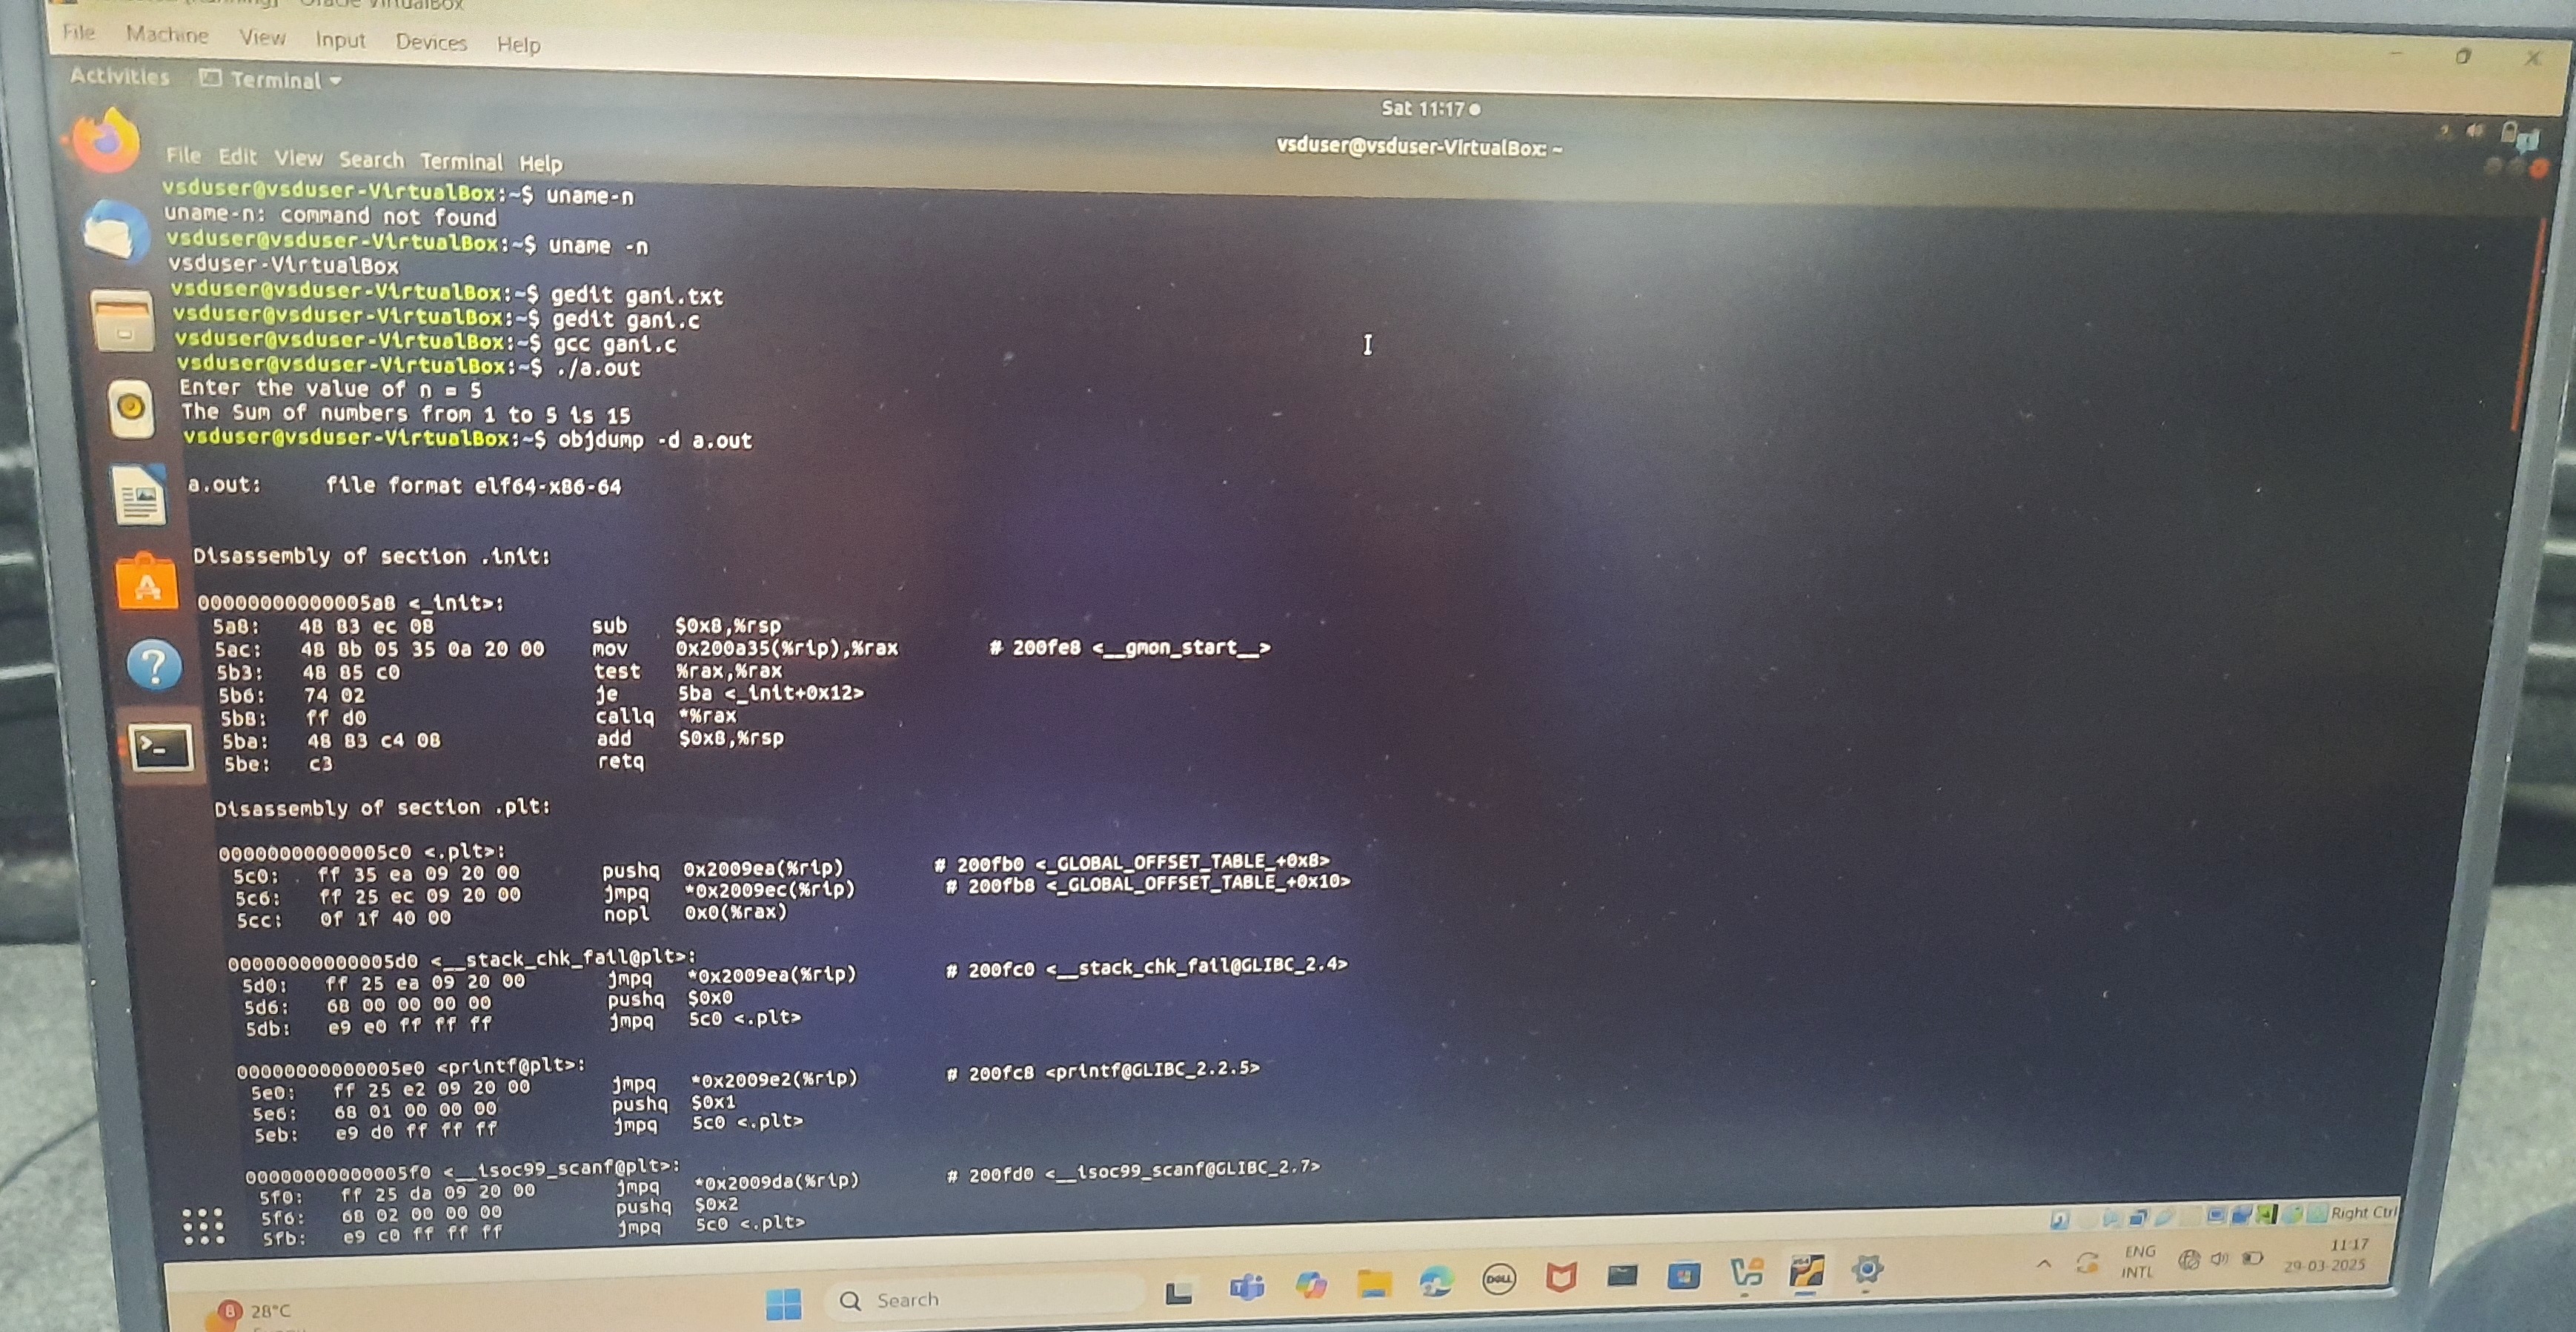 Oracle VirtualBox
File Machine View Input Devices Help
Activities Terminal
Sat 11:17
vsduser@vsduser-VirtualBox: ~
File Edit View Search Terminal Help
vsduser@vsduser-VirtualBox:~$ uname-n
uname-n: command not found
vsduser@vsduser-VirtualBox:~$ uname -n
vsduser-VirtualBox
vsduser@vsduser-VirtualBox:~$ gedit gani.txt
vsduser@vsduser-VirtualBox:~$ gedit gani.c
vsduser@vsduser-VirtualBox:~$ gcc gani.c
vsduser@vsduser-VirtualBox:~$ ./a.out
Enter the value of n = 5
The Sum of numbers from 1 to 5 is 15
vsduser@vsduser-VirtualBox:~$ objdump -d a.out
a.out: file format elf64-x86-64
Disassembly of section .init:
00000000000005a8 <_init>:
5a8: 48 83 ec 08 sub $0x8,%rsp
5ac: 48 8b 05 35 0a 20 00 mov 0x200a35(%rip),%rax # 200fe8 <__gmon_start__>
5b3: 48 85 c0 test %rax,%rax
5b6: 74 02 je 5ba <_init+0x12>
5b8: ff d0 callq *%rax
5ba: 48 83 c4 08 add $0x8,%rsp
5be: c3 retq
Disassembly of section .plt:
00000000000005c0 <.plt>:
5c0: ff 35 ea 09 20 00 pushq 0x2009ea(%rip) # 200fb0 <_GLOBAL_OFFSET_TABLE_+0x8>
5c6: ff 25 ec 09 20 00 jmpq *0x2009ec(%rip) # 200fb8 <_GLOBAL_OFFSET_TABLE_+0x10>
5cc: 0f 1f 40 00 nopl 0x0(%rax)
00000000000005d0 <__stack_chk_fail@plt>:
5d0: ff 25 ea 09 20 00 jmpq *0x2009ea(%rip) # 200fc0 <__stack_chk_fail@GLIBC_2.4>
5d6: 68 00 00 00 00 pushq $0x0
5db: e9 e0 ff ff ff jmpq 5c0 <.plt>
00000000000005e0 <printf@plt>:
5e0: ff 25 e2 09 20 00 jmpq *0x2009e2(%rip) # 200fc8 <printf@GLIBC_2.2.5>
5e6: 68 01 00 00 00 pushq $0x1
5eb: e9 d0 ff ff ff jmpq 5c0 <.plt>
00000000000005f0 <__isoc99_scanf@plt>:
5f0: ff 25 da 09 20 00 jmpq *0x2009da(%rip) # 200fd0 <__isoc99_scanf@GLIBC_2.7>
5f6: 68 02 00 00 00 pushq $0x2
5fb: e9 c0 ff ff ff jmpq 5c0 <.plt>
Right Ctrl
8 28°C
Search
DELL
ENG
INTL
11:17
29-03-2025